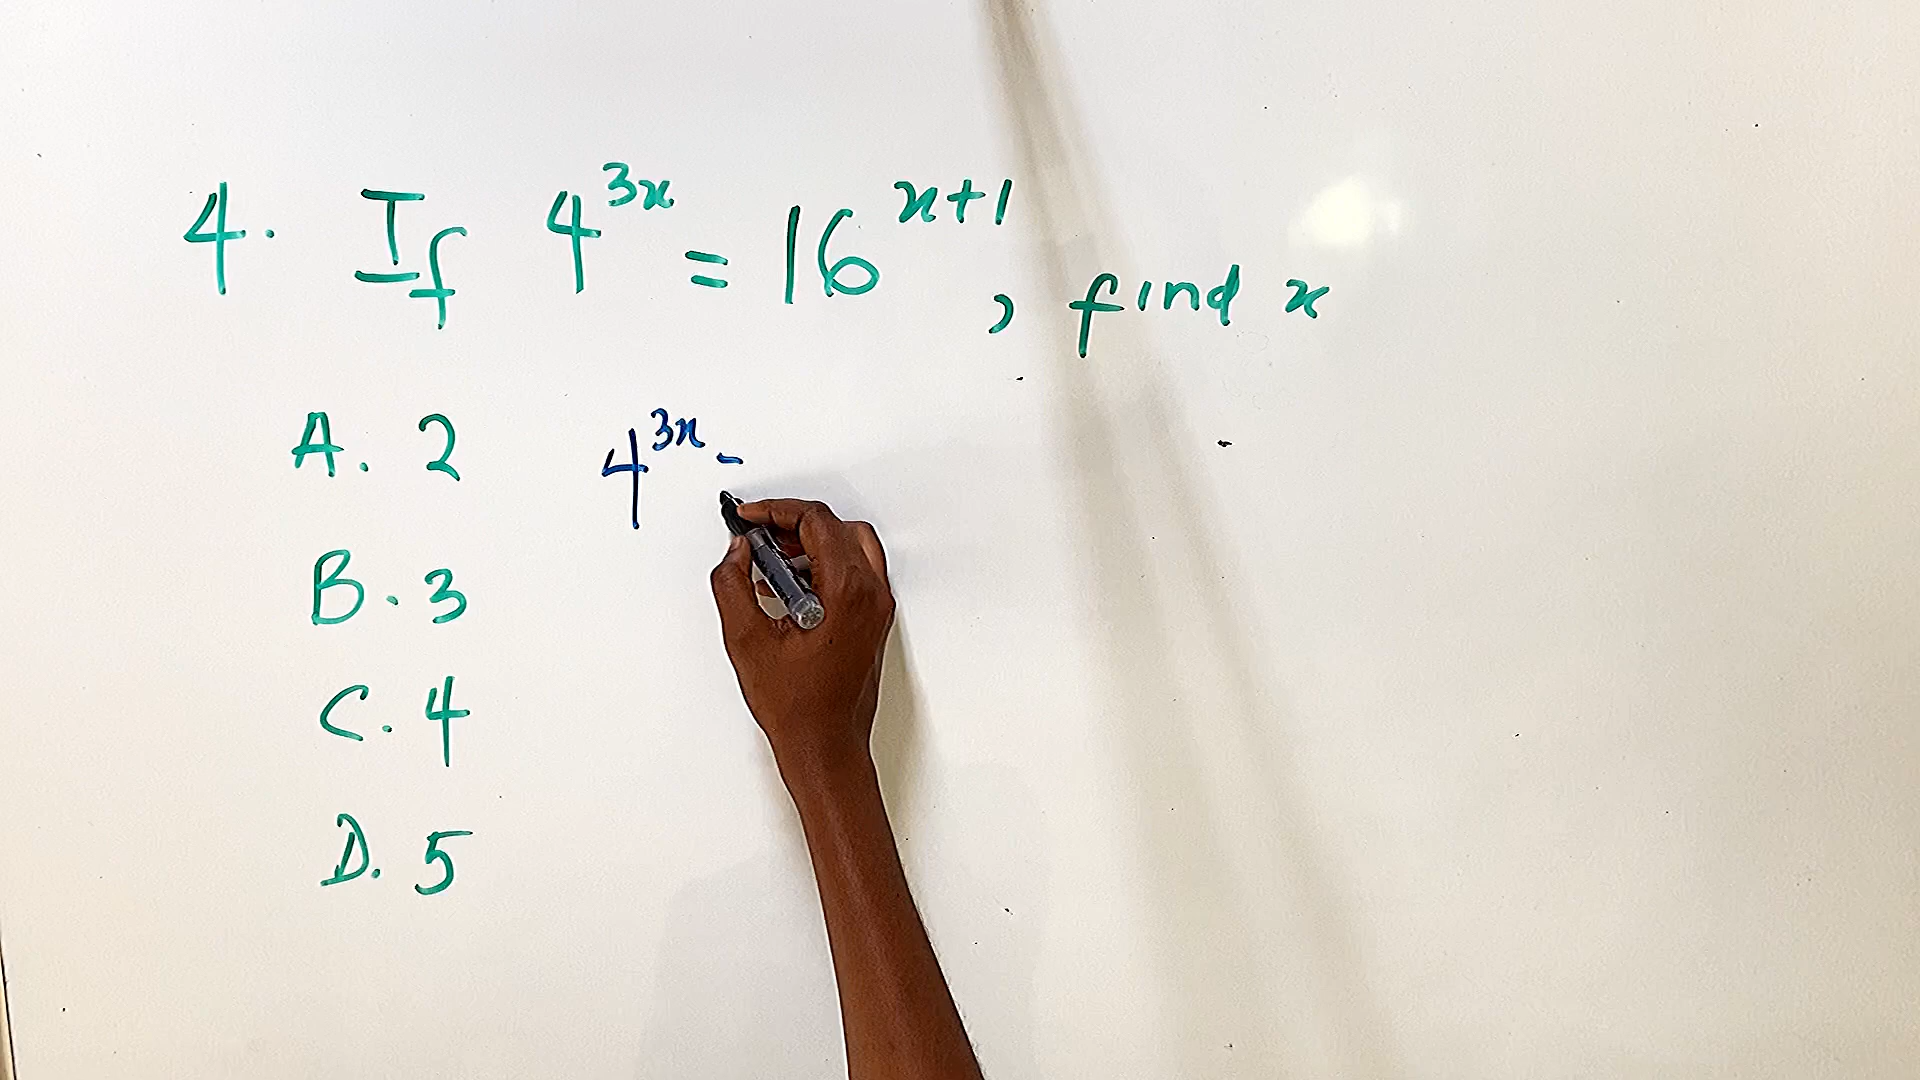 4. If 4^{3x} = 16^{x+1}, find x
A. 2
4^{3x} -
B. 3
C. 4
D. 5